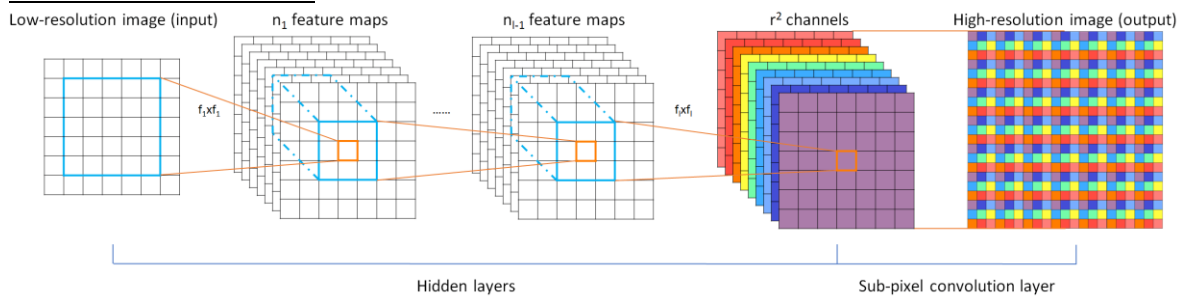 Low-resolution image (input)
n₁ feature maps
nₗ₋₁ feature maps
r² channels
High-resolution image (output)
f₁xf₁
......
fₗxfₗ
Hidden layers
Sub-pixel convolution layer